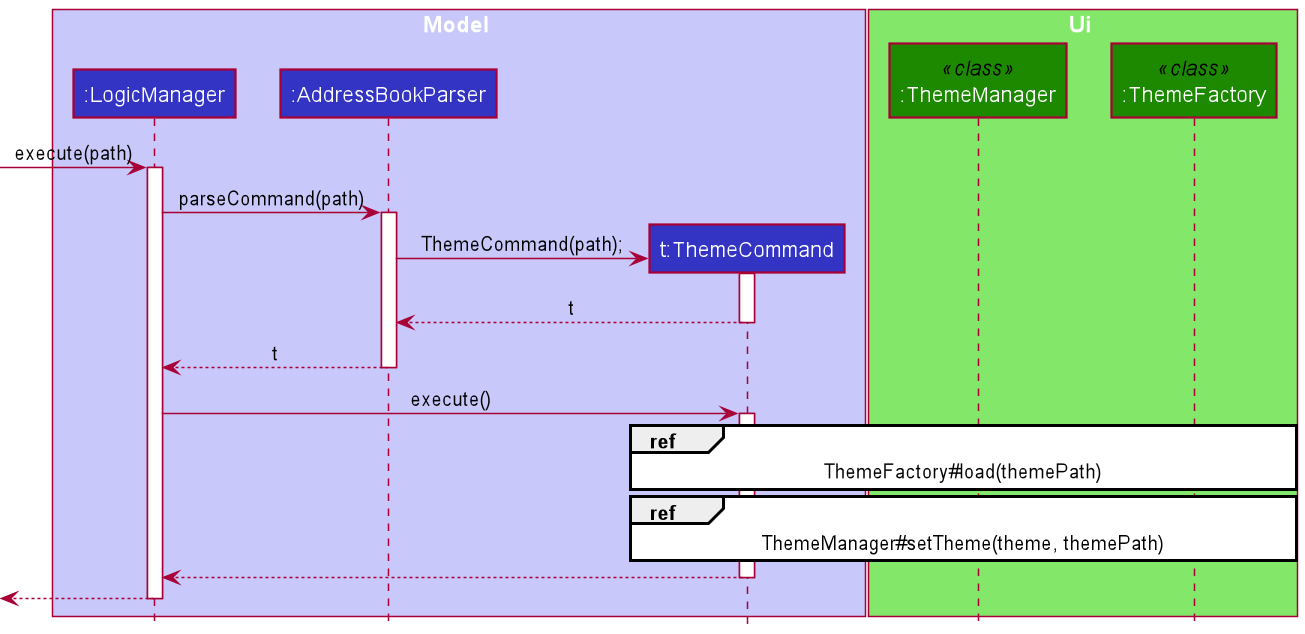 Model
Ui
:LogicManager
:AddressBookParser
«class»
:ThemeManager
«class»
:ThemeFactory
execute(path)
parseCommand(path)
ThemeCommand(path);
t:ThemeCommand
t
t
execute()
ref
ThemeFactory#load(themePath)
ref
ThemeManager#setTheme(theme, themePath)